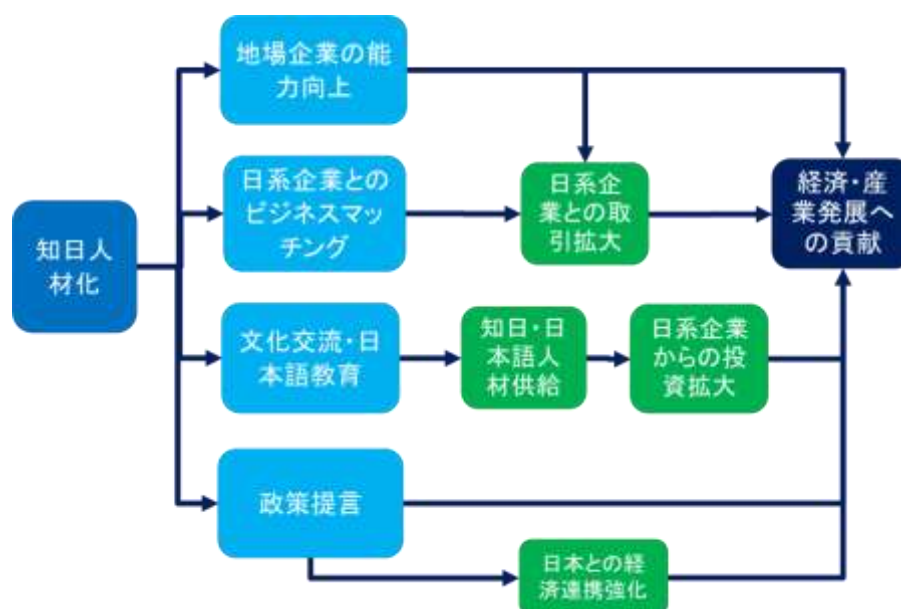 地場企業の能
力向上
日系企業との
ビジネスマッ
チング
日系企
業との取
引拡大
経済・産
業発展へ
の貢献
知日人
材化
文化交流・日
本語教育
知日・日
本語人
材供給
日系企業
からの投
資拡大
政策提言
日本との経
済連携強化